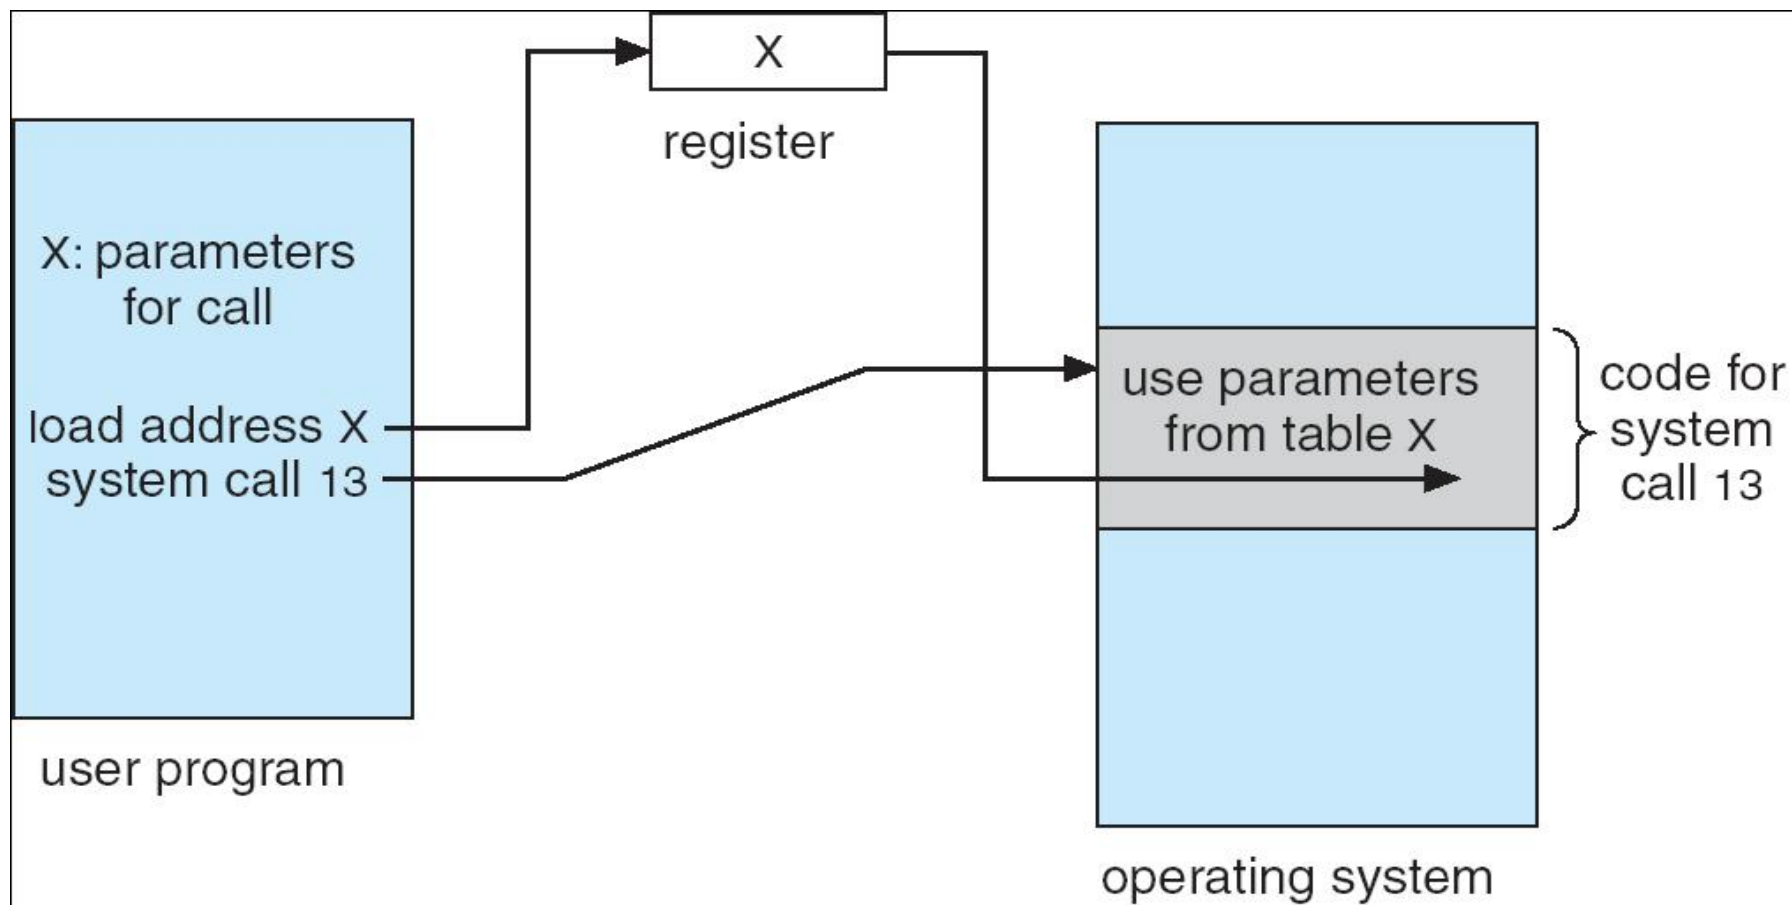 X
register
X: parameters
for call
load address X
system call 13
user program
use parameters
from table X
code for
system
call 13
operating system